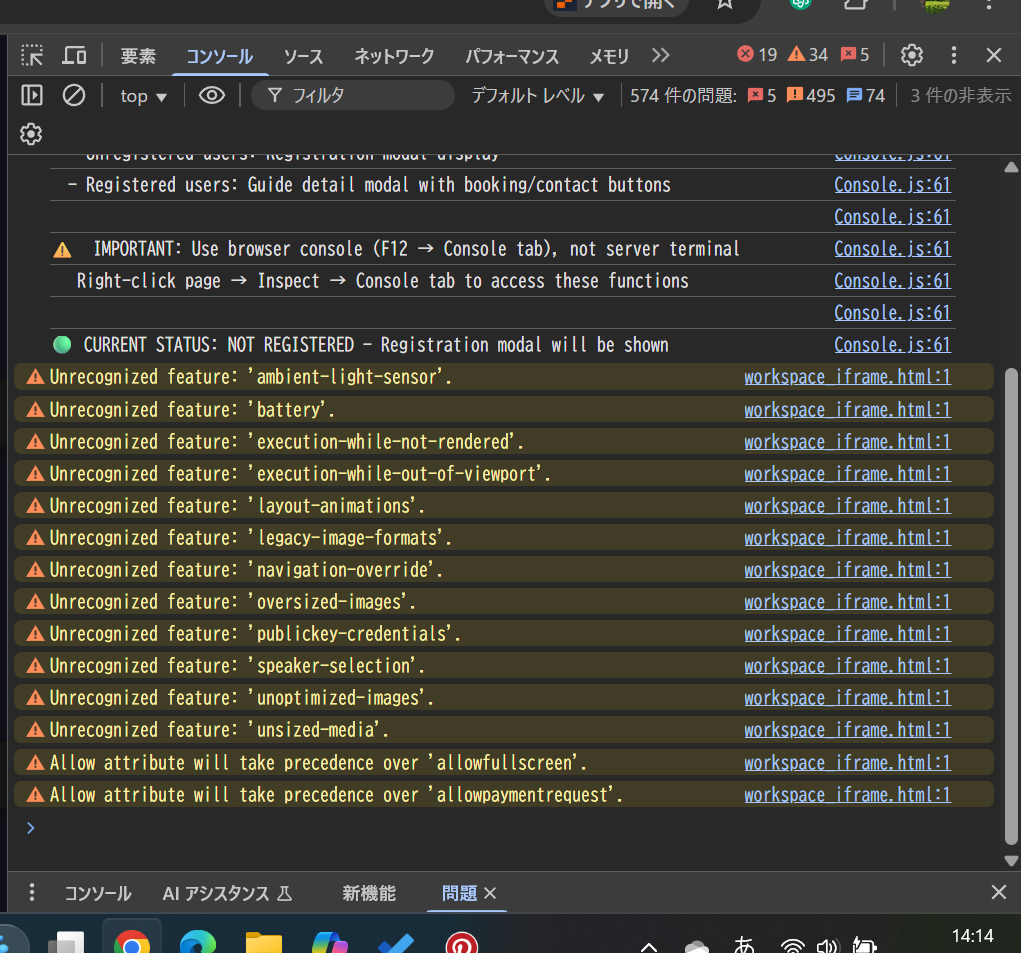 アプリで開く
要素 コンソール ソース ネットワーク パフォーマンス メモリ 19 34 5
top フィルタ デフォルト レベル 574 件の問題: 5 495 74 3 件の非表示
- Unregistered users: Registration modal display Console.js:61
- Registered users: Guide detail modal with booking/contact buttons Console.js:61
Console.js:61
IMPORTANT: Use browser console (F12 → Console tab), not server terminal Console.js:61
Right-click page → Inspect → Console tab to access these functions Console.js:61
Console.js:61
CURRENT STATUS: NOT REGISTERED - Registration modal will be shown Console.js:61
Unrecognized feature: 'ambient-light-sensor'. workspace_iframe.html:1
Unrecognized feature: 'battery'. workspace_iframe.html:1
Unrecognized feature: 'execution-while-not-rendered'. workspace_iframe.html:1
Unrecognized feature: 'execution-while-out-of-viewport'. workspace_iframe.html:1
Unrecognized feature: 'layout-animations'. workspace_iframe.html:1
Unrecognized feature: 'legacy-image-formats'. workspace_iframe.html:1
Unrecognized feature: 'navigation-override'. workspace_iframe.html:1
Unrecognized feature: 'oversized-images'. workspace_iframe.html:1
Unrecognized feature: 'publickey-credentials'. workspace_iframe.html:1
Unrecognized feature: 'speaker-selection'. workspace_iframe.html:1
Unrecognized feature: 'unoptimized-images'. workspace_iframe.html:1
Unrecognized feature: 'unsized-media'. workspace_iframe.html:1
Allow attribute will take precedence over 'allowfullscreen'. workspace_iframe.html:1
Allow attribute will take precedence over 'allowpaymentrequest'. workspace_iframe.html:1
コンソール AI アシスタンス 新機能 問題
あ 14:14